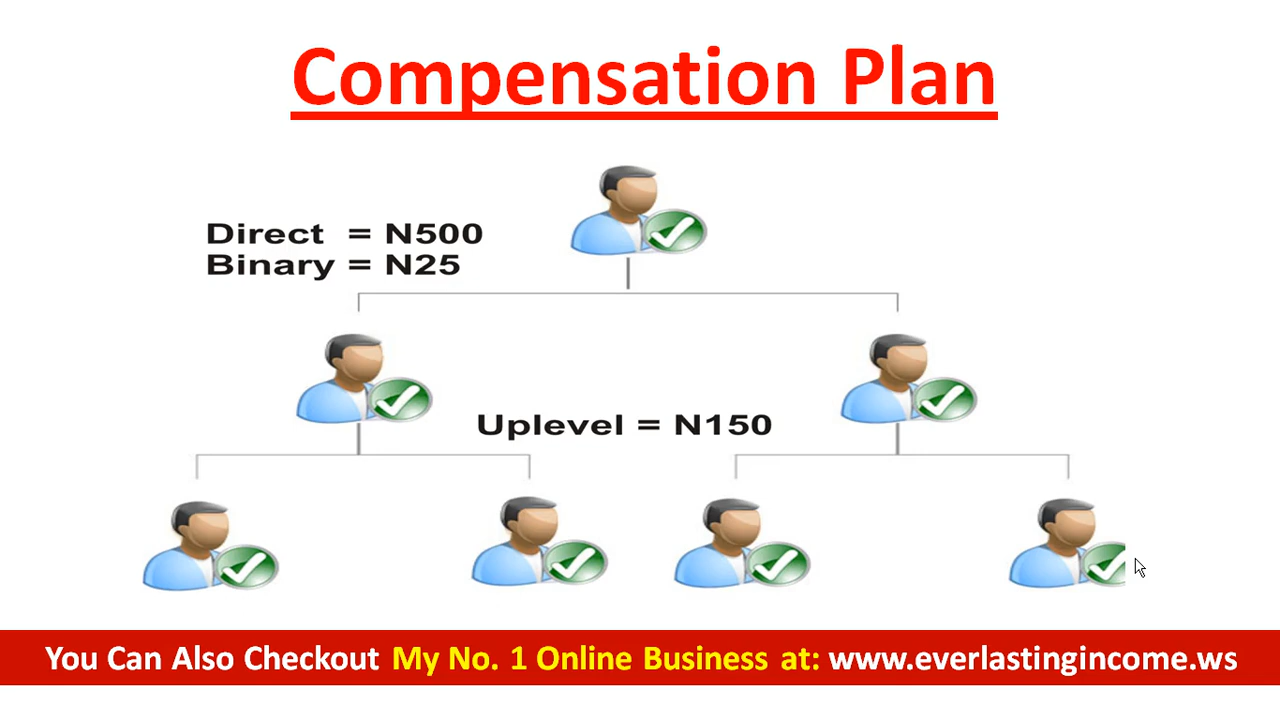 Compensation Plan
Direct = N500
Binary = N25
Uplevel = N150
You Can Also Checkout My No. 1 Online Business at: www.everlastingincome.ws